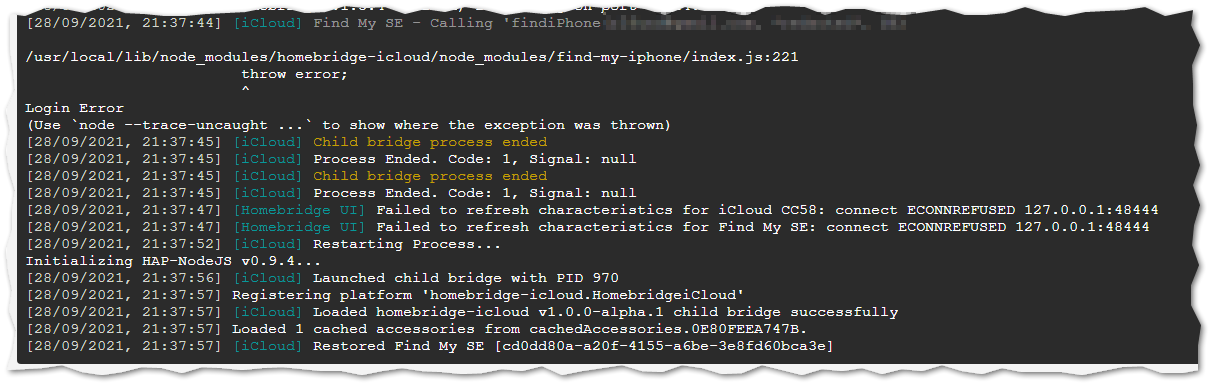 [28/09/2021, 21:37:44] [iCloud] Find My SE - Calling 'findiPhone
/usr/local/lib/node_modules/homebridge-icloud/node_modules/find-my-iphone/index.js:221
throw error;
^
Login Error
(Use `node --trace-uncaught ...` to show where the exception was thrown)
[28/09/2021, 21:37:45] [iCloud] Child bridge process ended
[28/09/2021, 21:37:45] [iCloud] Process Ended. Code: 1, Signal: null
[28/09/2021, 21:37:45] [iCloud] Child bridge process ended
[28/09/2021, 21:37:45] [iCloud] Process Ended. Code: 1, Signal: null
[28/09/2021, 21:37:47] [Homebridge UI] Failed to refresh characteristics for iCloud CC58: connect ECONNREFUSED 127.0.0.1:48444
[28/09/2021, 21:37:47] [Homebridge UI] Failed to refresh characteristics for Find My SE: connect ECONNREFUSED 127.0.0.1:48444
[28/09/2021, 21:37:52] [iCloud] Restarting Process...
Initializing HAP-NodeJS v0.9.4...
[28/09/2021, 21:37:56] [iCloud] Launched child bridge with PID 970
[28/09/2021, 21:37:57] Registering platform 'homebridge-icloud.HomebridgeiCloud'
[28/09/2021, 21:37:57] [iCloud] Loaded homebridge-icloud v1.0.0-alpha.1 child bridge successfully
[28/09/2021, 21:37:57] Loaded 1 cached accessories from cachedAccessories.0E80FEEA747B.
[28/09/2021, 21:37:57] [iCloud] Restored Find My SE [cd0dd80a-a20f-4155-a6be-3e8fd60bca3e]